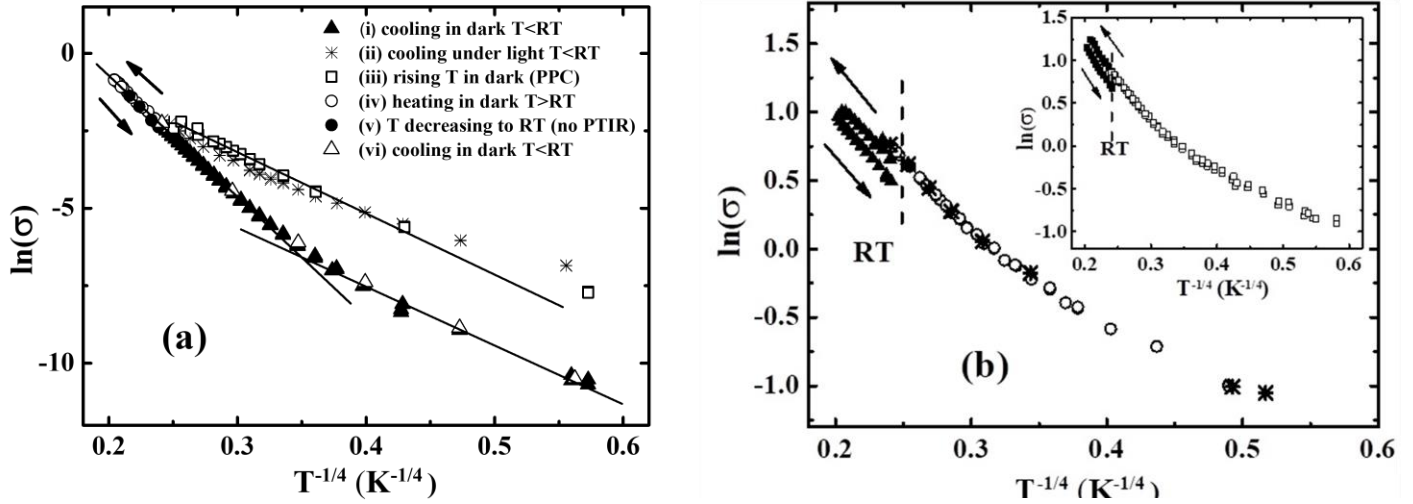 (i) cooling in dark T<RT
(ii) cooling under light T<RT
(iii) rising T in dark (PPC)
(iv) heating in dark T>RT
(v) T decreasing to RT (no PTIR)
(vi) cooling in dark T<RT
0
-5
-10
ln(σ)
(a)
0.2 0.3 0.4 0.5 0.6
T-1/4 (K-1/4)
(b)
1.5
1.0
0.5
0.0
-0.5
-1.0
ln(σ)
RT
0.2 0.3 0.4 0.5 0.6
T-1/4 (K-1/4)
1.5
1.0
0.5
0.0
-0.5
-1.0
ln(σ)
RT
0.2 0.3 0.4 0.5 0.6
T-1/4 (K-1/4)
(b)